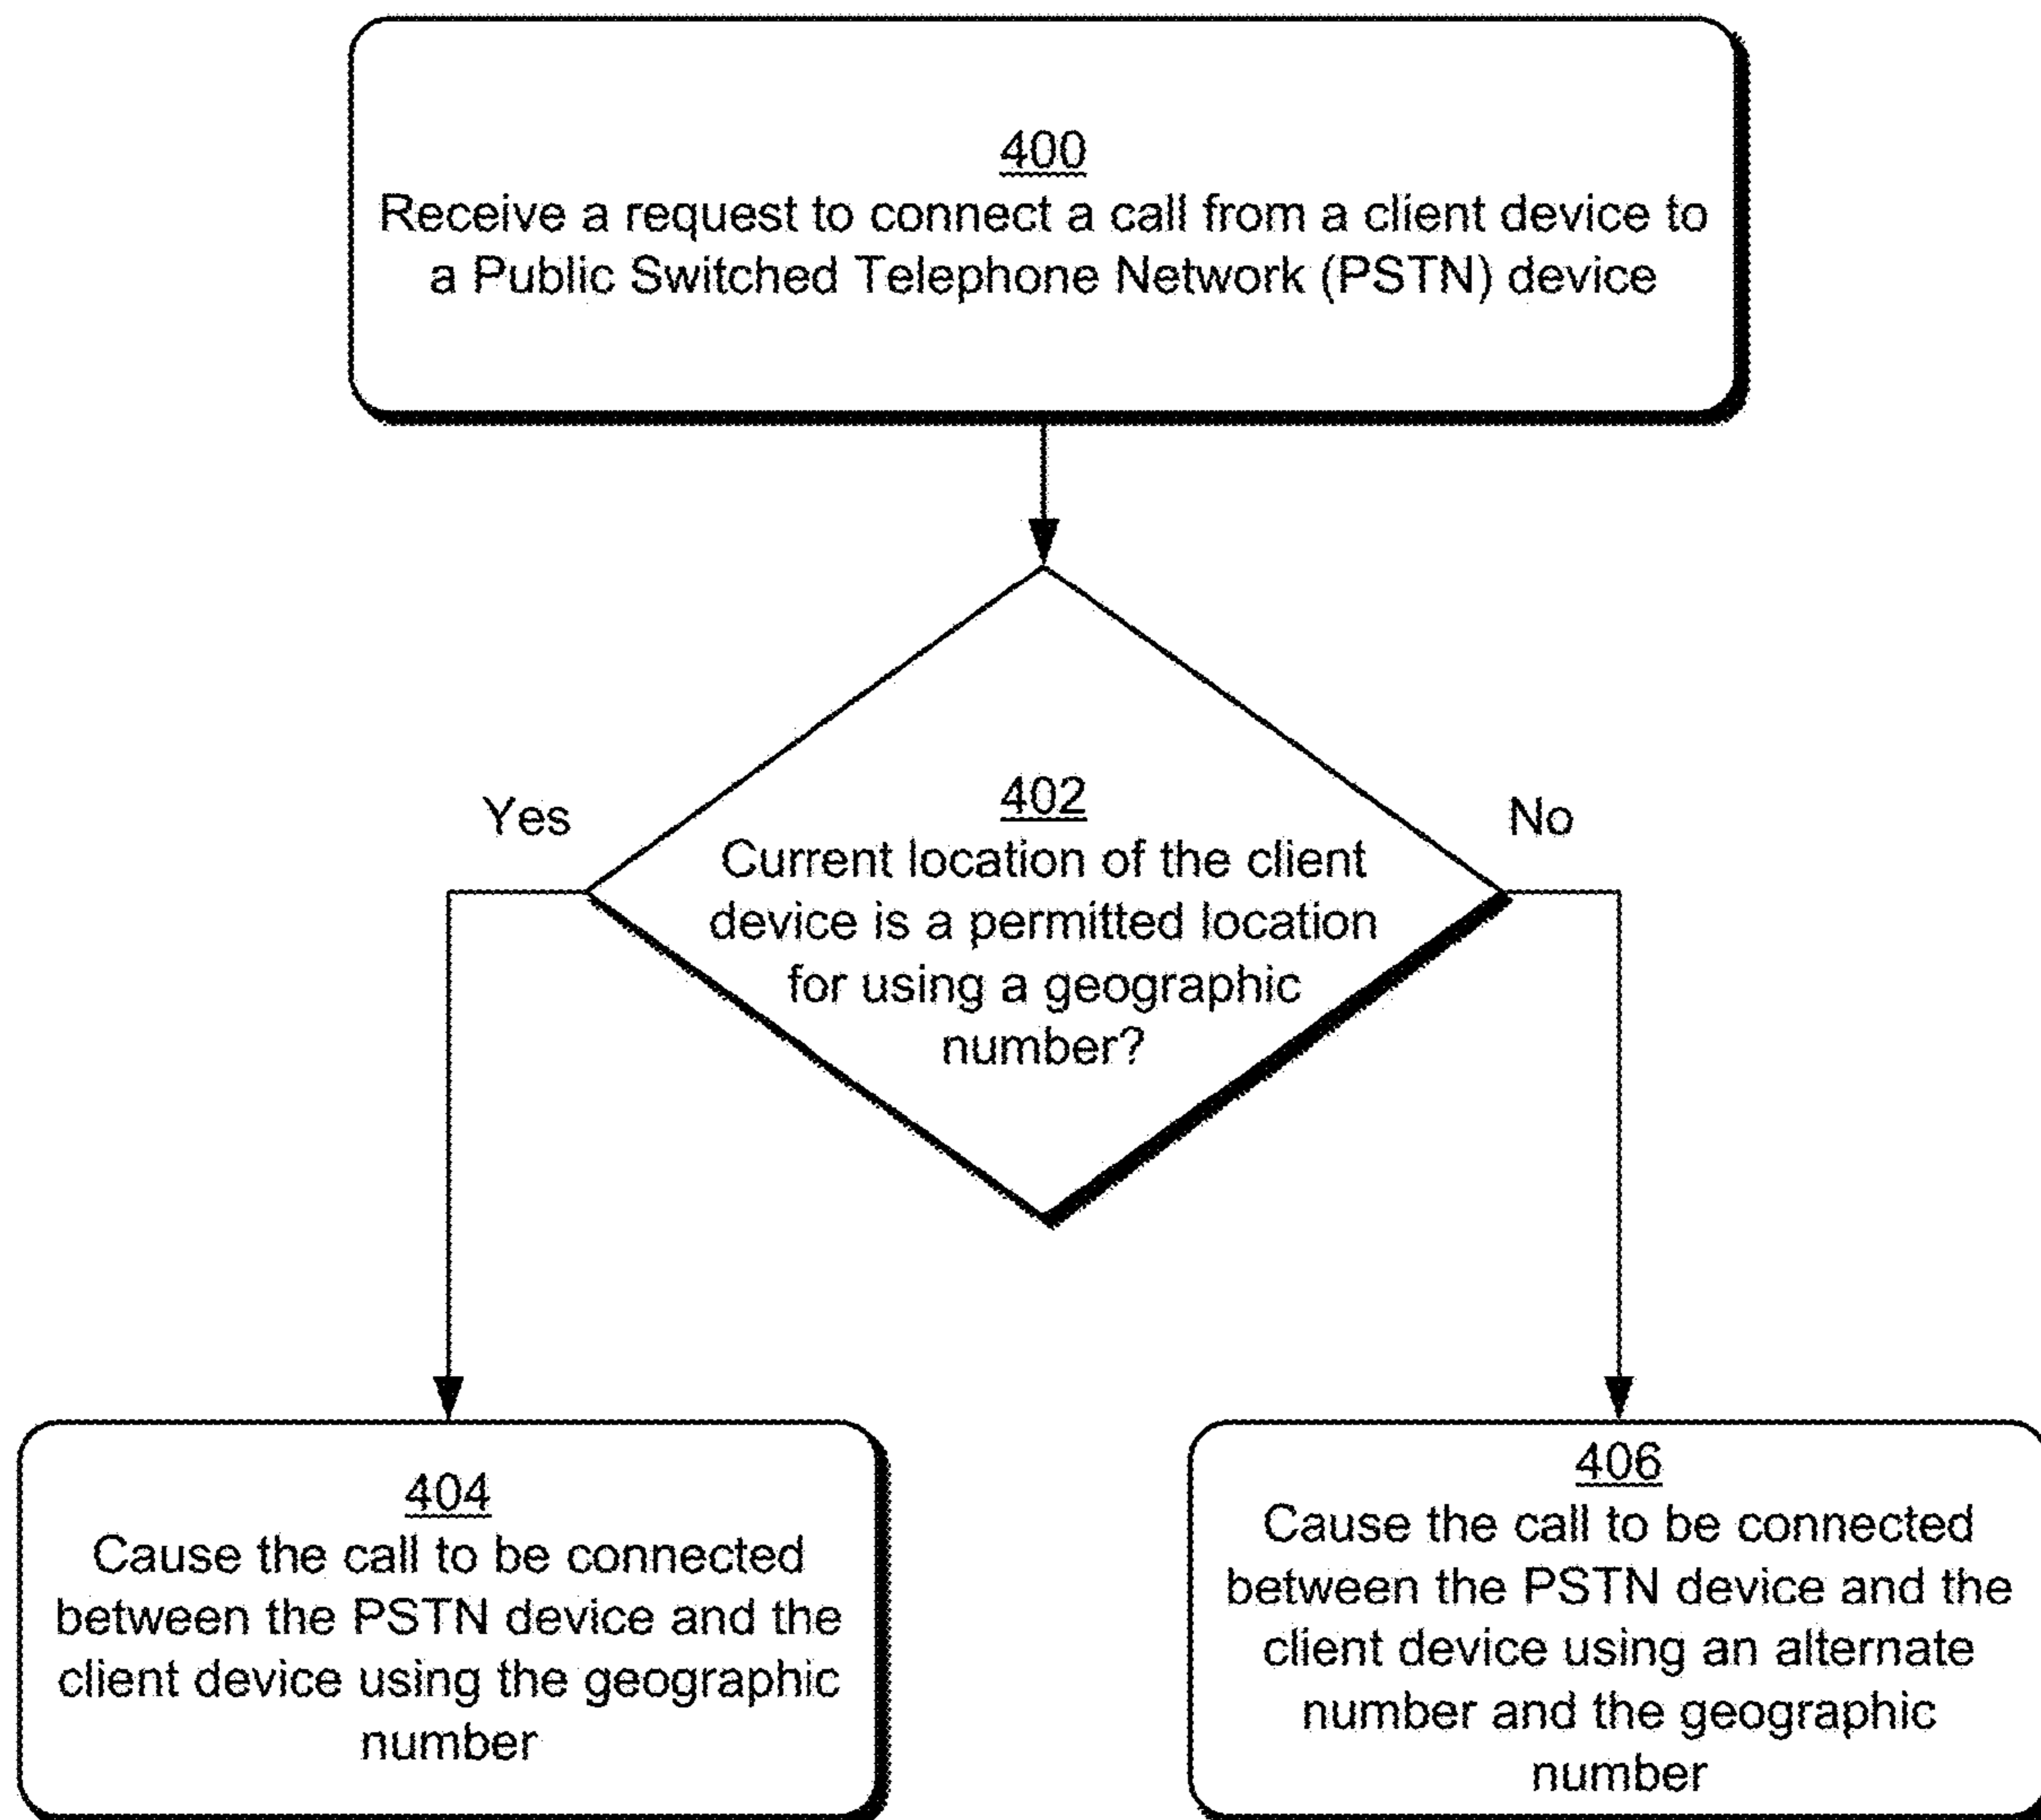 400
Receive a request to connect a call from a client device to
a Public Switched Telephone Network (PSTN) device
Yes
402
No
Current location of the client
device is a permitted location
for using a geographic
number?
404
Cause the call to be connected
between the PSTN device and the
client device using the geographic
number
406
Cause the call to be connected
between the PSTN device and the
client device using an alternate
number and the geographic
number